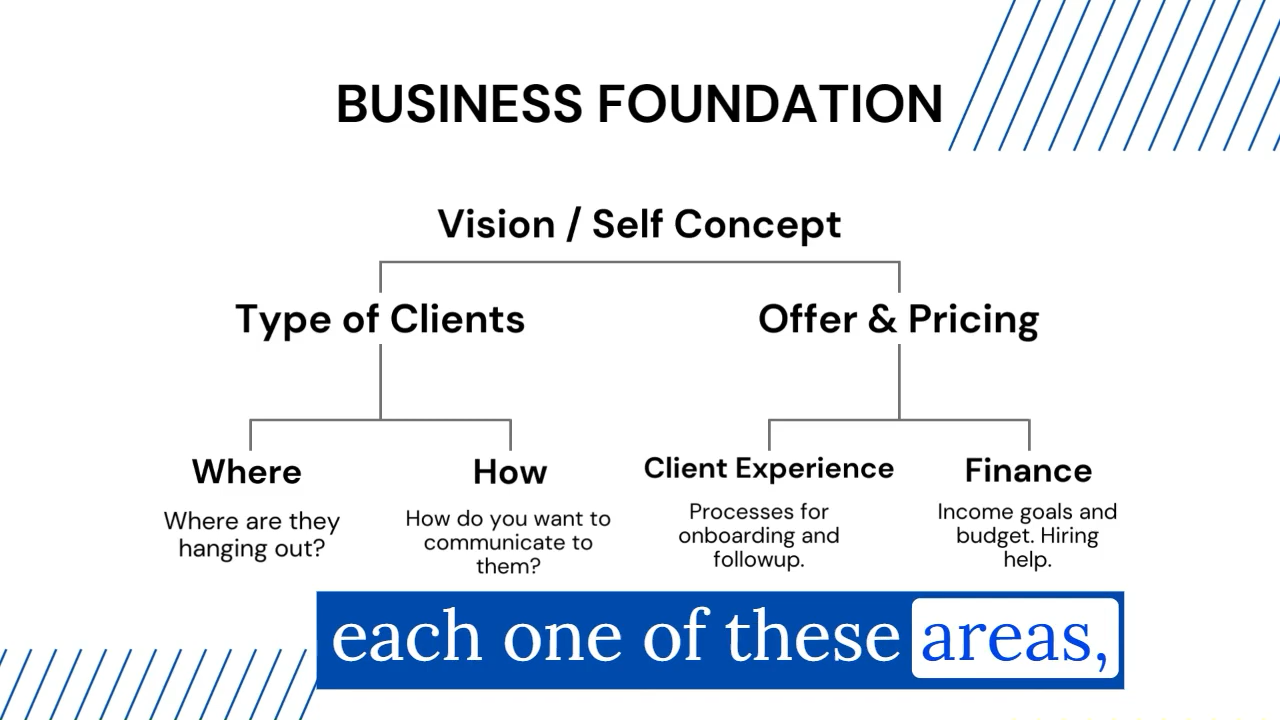 BUSINESS FOUNDATION
Vision / Self Concept
Type of Clients
Offer & Pricing
Where
Where are they
hanging out?
How
How do you want to
communicate to
them?
Client Experience
Processes for
onboarding and
followup.
Finance
Income goals and
budget. Hiring
help.
each one of these areas,